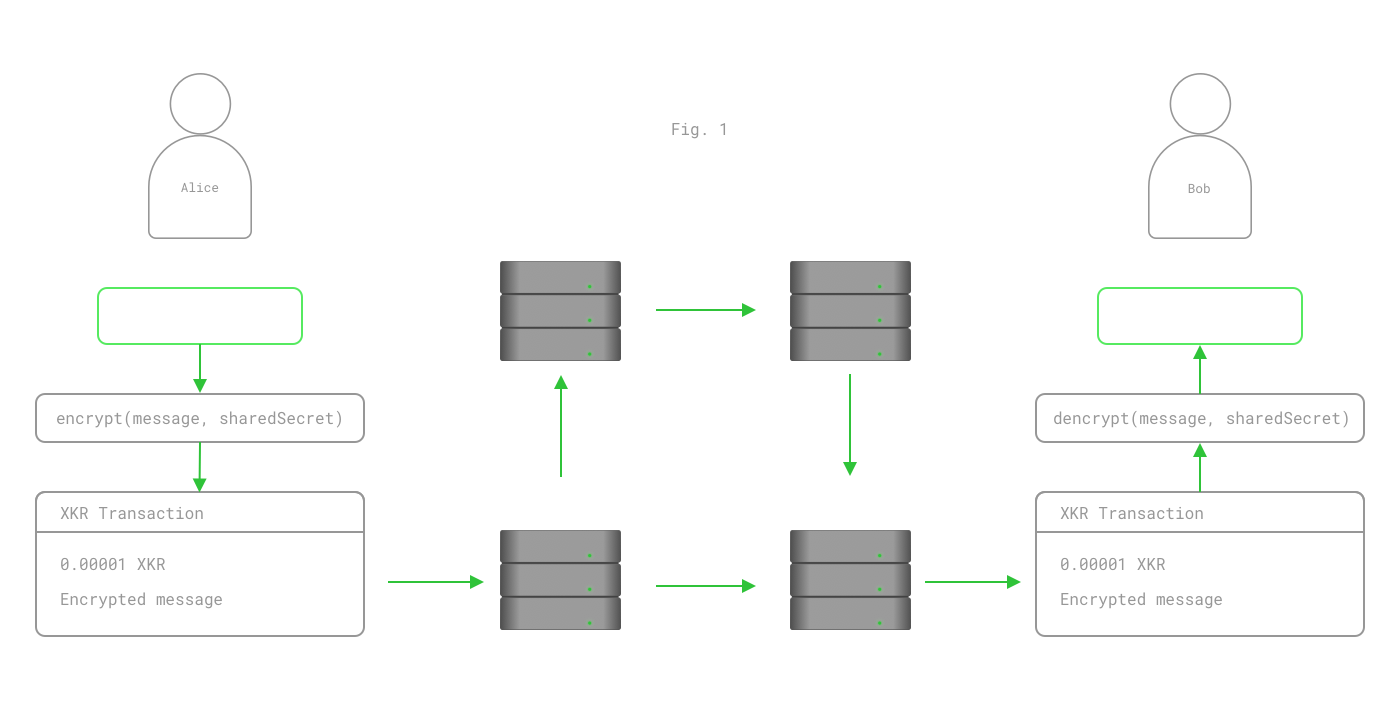 Fig. 1
Alice
Bob
encrypt(message, sharedSecret)
dencrypt(message, sharedSecret)
XKR Transaction
0.00001 XKR
Encrypted message
XKR Transaction
0.00001 XKR
Encrypted message